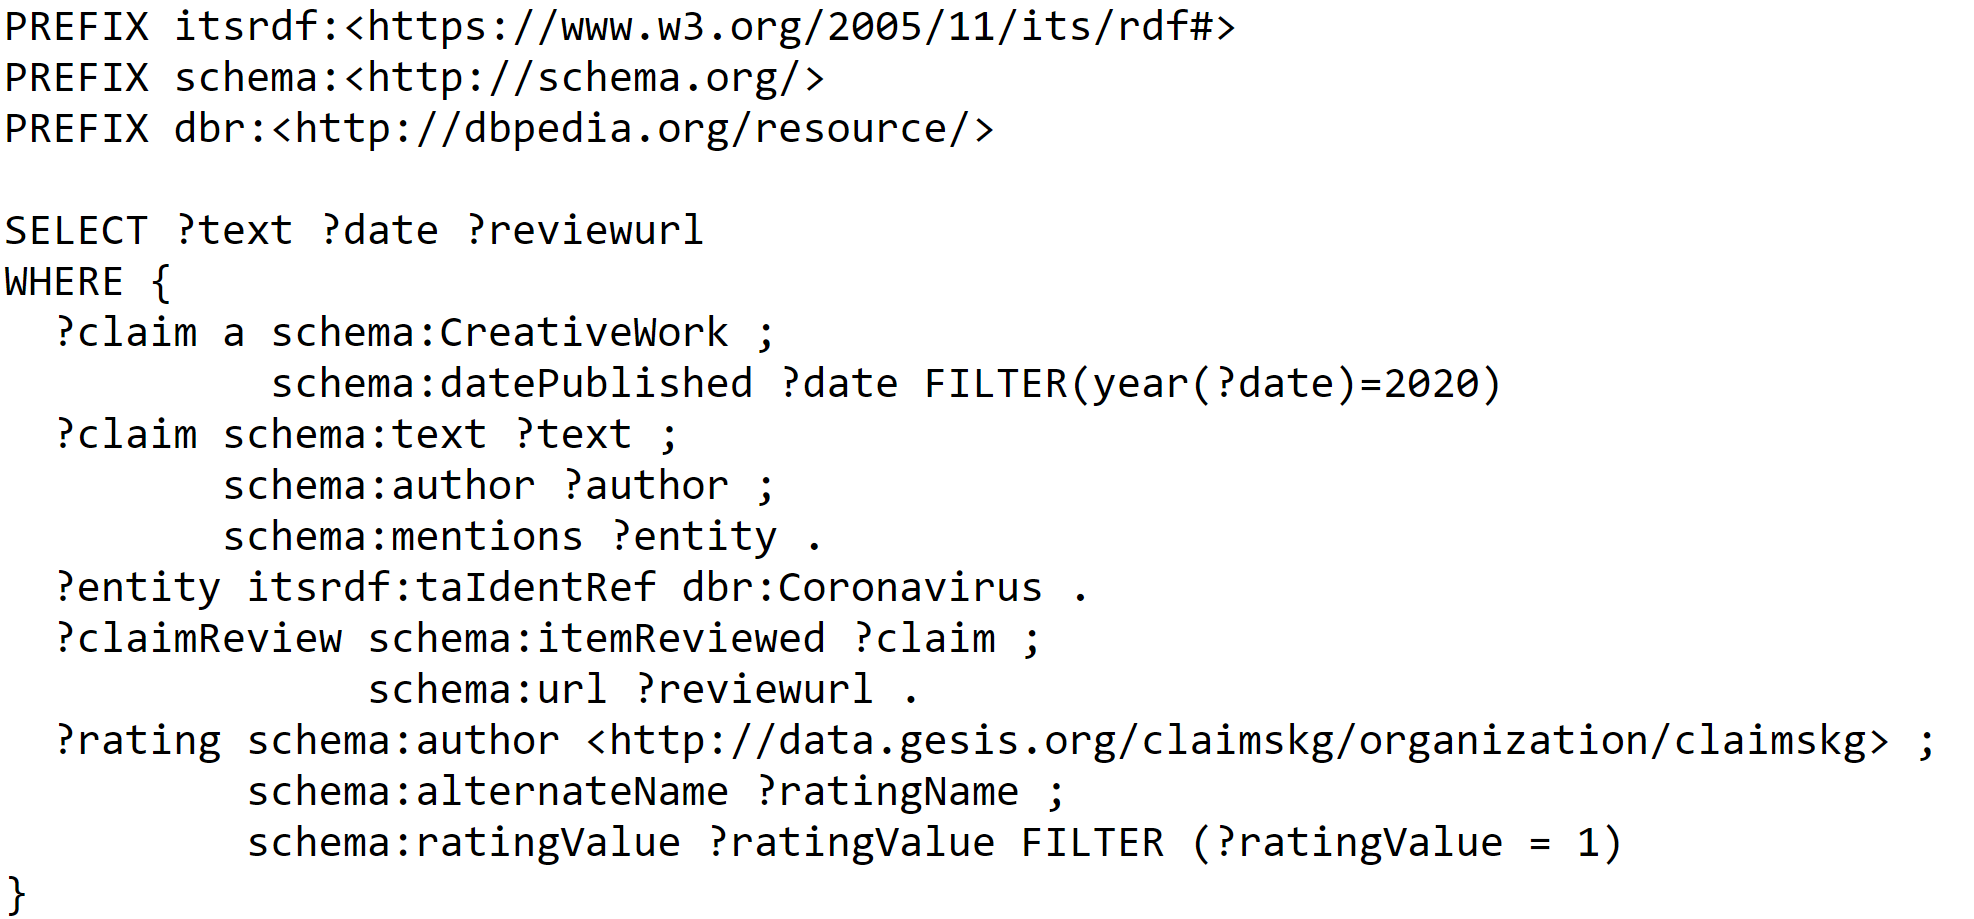 PREFIX itsrdf:<https://www.w3.org/2005/11/its/rdf#>
PREFIX schema:<http://schema.org/>
PREFIX dbr:<http://dbpedia.org/resource/>

SELECT ?text ?date ?reviewurl
WHERE {
  ?claim a schema:CreativeWork ;
           schema:datePublished ?date FILTER(year(?date)=2020)
  ?claim schema:text ?text ;
         schema:author ?author ;
         schema:mentions ?entity .
  ?entity itsrdf:taIdentRef dbr:Coronavirus .
  ?claimReview schema:itemReviewed ?claim ;
               schema:url ?reviewurl .
  ?rating schema:author <http://data.gesis.org/claimskg/organization/claimskg> ;
          schema:alternateName ?ratingName ;
          schema:ratingValue ?ratingValue FILTER (?ratingValue = 1)
}